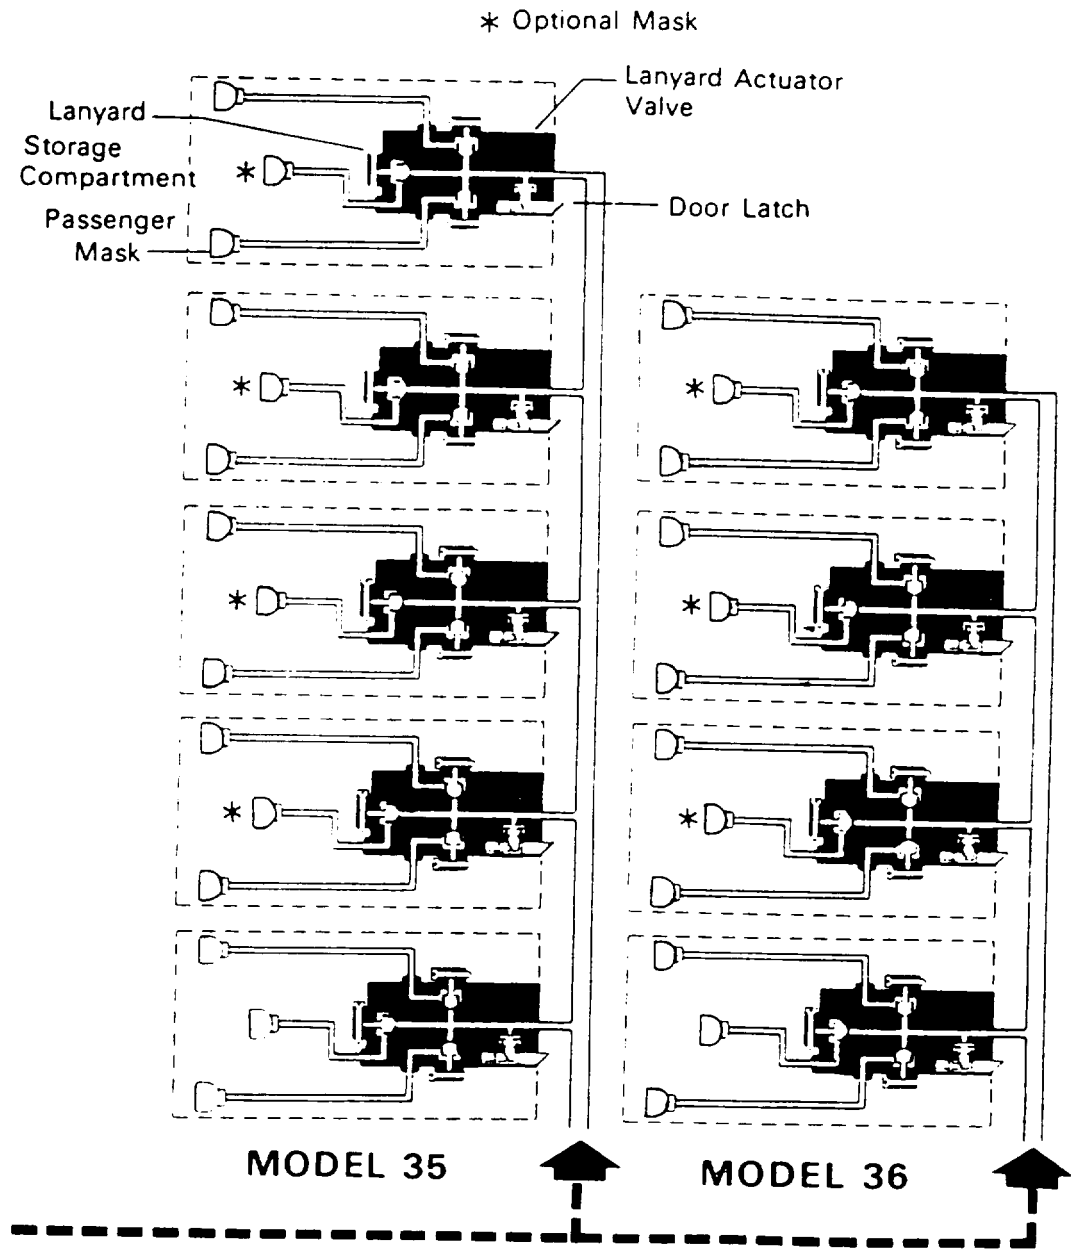 * Optional Mask
Lanyard Actuator
Valve
Lanyard
Storage
Compartment
Passenger
Mask
Door Latch
*
*
*
*
*
*
*
MODEL 35
MODEL 36